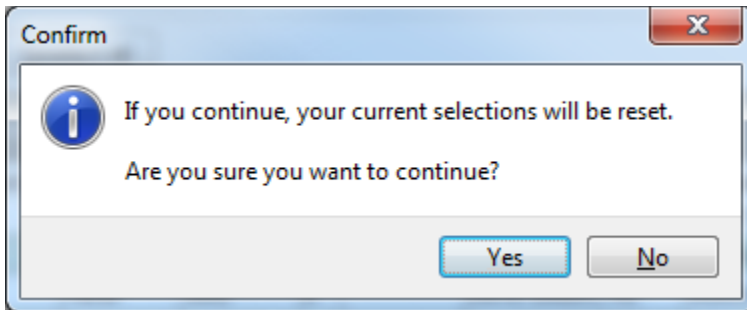 Confirm
If you continue, your current selections will be reset.
Are you sure you want to continue?
Yes
No